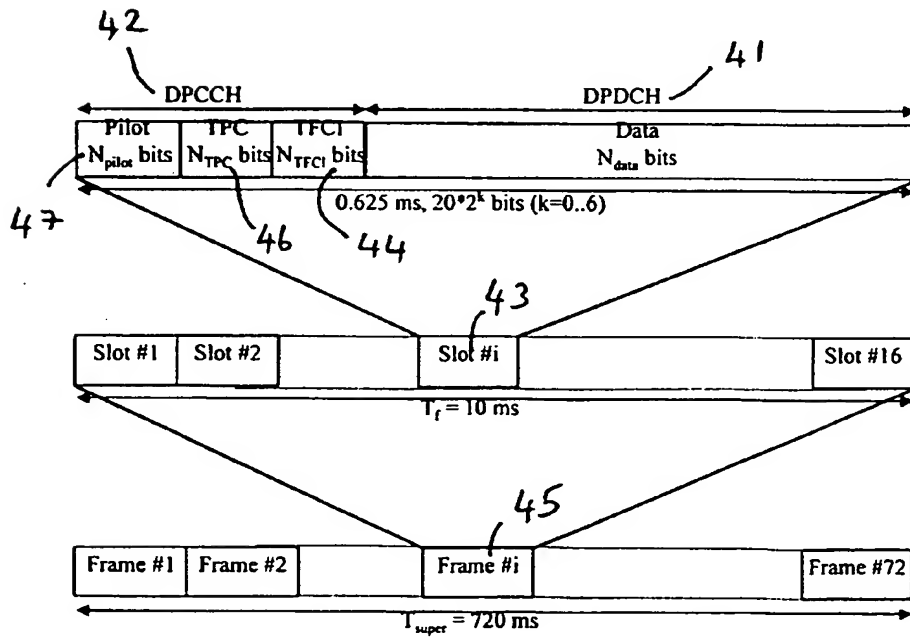 42
41
DPCCH
DPDCH
Pilot
N_pilot bits
TPC
N_TPC bits
TFCI
N_TFCI bits
Data
N_data bits
0.625 ms, 20*2^k bits (k=0..6)
47
46
44
43
Slot #1
Slot #2
Slot #i
Slot #16
T_f = 10 ms
45
Frame #1
Frame #2
Frame #i
Frame #72
T_super = 720 ms